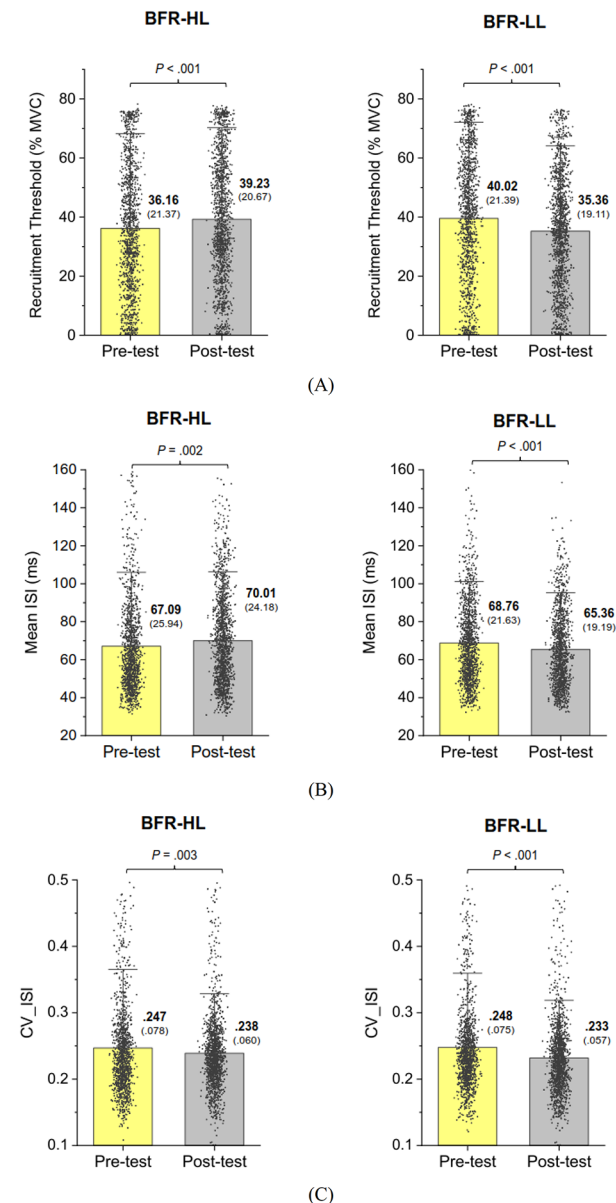 BFR-HL
P < .001
Recruitment Threshold (% MVC)
80
60
40
20
0
36.16
(21.37)
39.23
(20.67)
Pre-test
Post-test
BFR-LL
P < .001
Recruitment Threshold (% MVC)
80
60
40
20
0
40.02
(21.39)
35.36
(19.11)
Pre-test
Post-test
(A)
BFR-HL
P = .002
Mean ISI (ms)
160
140
120
100
80
60
40
20
67.09
(25.94)
70.01
(24.18)
Pre-test
Post-test
BFR-LL
P < .001
Mean ISI (ms)
160
140
120
100
80
60
40
20
68.76
(21.63)
65.36
(19.19)
Pre-test
Post-test
(B)
BFR-HL
P = .003
CV_ISI
0.5
0.4
0.3
0.2
0.1
.247
(.078)
.238
(.060)
Pre-test
Post-test
BFR-LL
P < .001
CV_ISI
0.5
0.4
0.3
0.2
0.1
.248
(.075)
.233
(.057)
Pre-test
Post-test
(C)